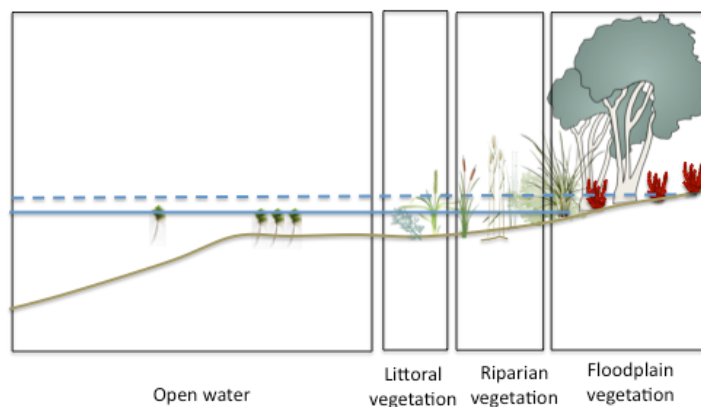 Open water
Littoral
vegetation
Riparian
vegetation
Floodplain
vegetation